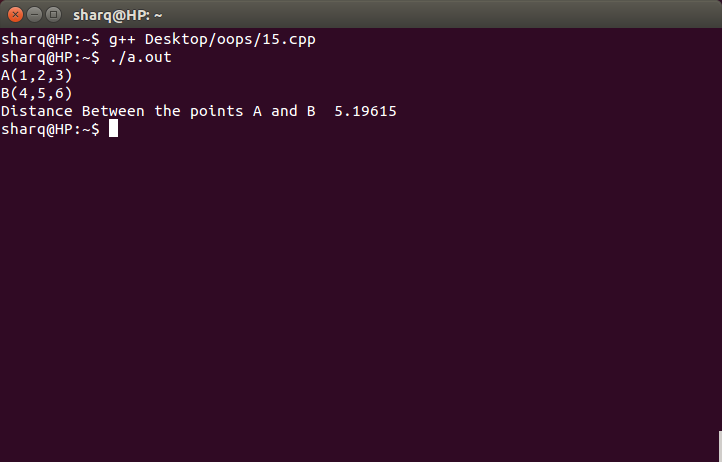 sharq@HP: ~
sharq@HP:~$ g++ Desktop/oops/15.cpp
sharq@HP:~$ ./a.out
A(1,2,3)
B(4,5,6)
Distance Between the points A and B  5.19615
sharq@HP:~$